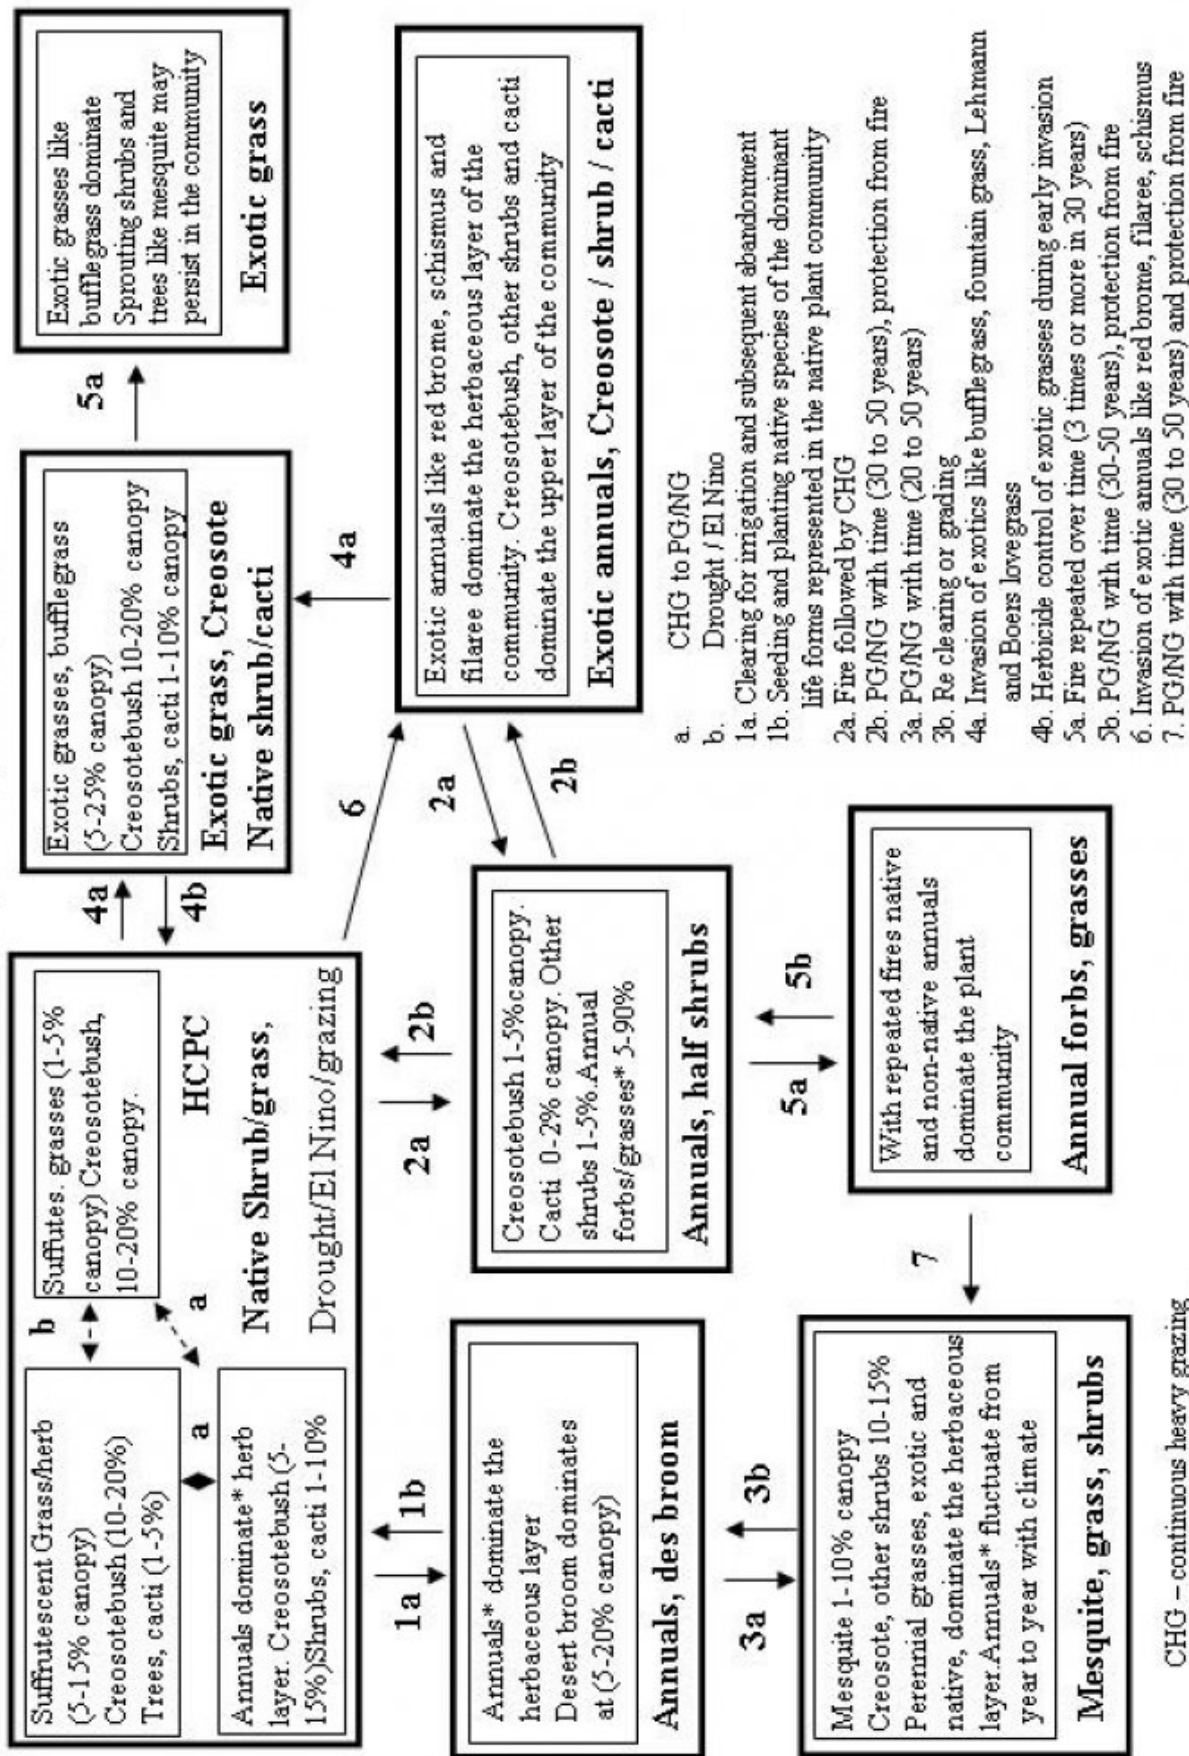 Suffrutescent Grass/herb
(5-15% canopy)
Creosotebush (10-20%)
Trees, cacti (1-5%)
b
Suffutes. grasses (1-5%
canopy) Creosotebush,
10-20% canopy.
a
a
Annuals dominate* herb
layer. Creosotebush (5-
15%)Shrubs, cacti 1-10%
HCPC
Native Shrub/grass,
Drought/El Nino/grazing
4a
4b
Exotic grasses, bufflegrass
(5-25% canopy)
Creosotebush 10-20% canopy
Shrubs, cacti 1-10% canopy
Exotic grass, Creosote
Native shrub/cacti
5a
Exotic grasses like
bufflegrass dominate
Sprouting shrubs and
trees like mesquite may
persist in the community
Exotic grass
1a
1b
2a
2b
6
4a
Annuals* dominate the
herbaceous layer
Desert broom dominates
at (5-20% canopy)
Annuals, des broom
Creosotebush 1-5%canopy.
Cacti 0-2% canopy. Other
shrubs 1-5%.Annual
forbs/grasses* 5-90%
Annuals, half shrubs
2a
2b
Exotic annuals like red brome, schismus and
filaree dominate the herbaceous layer of the
community. Creosotebush, other shrubs and cacti
dominate the upper layer of the community
Exotic annuals, Creosote / shrub / cacti
3a
3b
5a
5b
Mesquite 1-10% canopy
Creosote, other shrubs 10-15%
Perennial grasses, exotic and
native, dominate the herbaceous
layer.Annuals* fluctuate from
year to year with climate
Mesquite, grass, shrubs
7
With repeated fires native
and non-native annuals
dominate the plant
community
Annual forbs, grasses
a. CHG to PG/NG
b. Drought / El Nino
1a. Clearing for irrigation and subsequent abandonment
1b. Seeding and planting native species of the dominant
life forms represented in the native plant community
2a. Fire followed by CHG
2b. PG/NG with time (30 to 50 years), protection from fire
3a. PG/NG with time (20 to 50 years)
3b. Re clearing or grading
4a. Invasion of exotics like bufflegrass, fountain grass, Lehmann
and Boers lovegrass
4b. Herbicide control of exotic grasses during early invasion
5a. Fire repeated over time (3 times or more in 30 years)
5b. PG/NG with time (30-50 years), protection from fire
6. Invasion of exotic annuals like red brome, filaree, schismus
7. PG/NG with time (30 to 50 years) and protection from fire
CHG – continuous heavy grazing